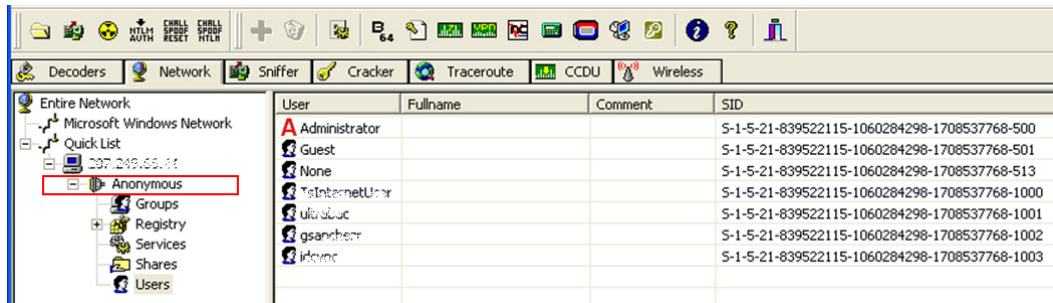 NTLM AUTH CHALL SPOOF RESET CHALL SPOOF NTLM B64
Decoders Network Sniffer Cracker Traceroute CCDU Wireless
Entire Network
Microsoft Windows Network
Quick List
Anonymous
Groups
Registry
Services
Shares
Users
User Fullname Comment SID
Administrator S-1-5-21-839522115-1060284298-1708537768-500
Guest S-1-5-21-839522115-1060284298-1708537768-501
None S-1-5-21-839522115-1060284298-1708537768-513
S-1-5-21-839522115-1060284298-1708537768-1000
S-1-5-21-839522115-1060284298-1708537768-1001
S-1-5-21-839522115-1060284298-1708537768-1002
S-1-5-21-839522115-1060284298-1708537768-1003